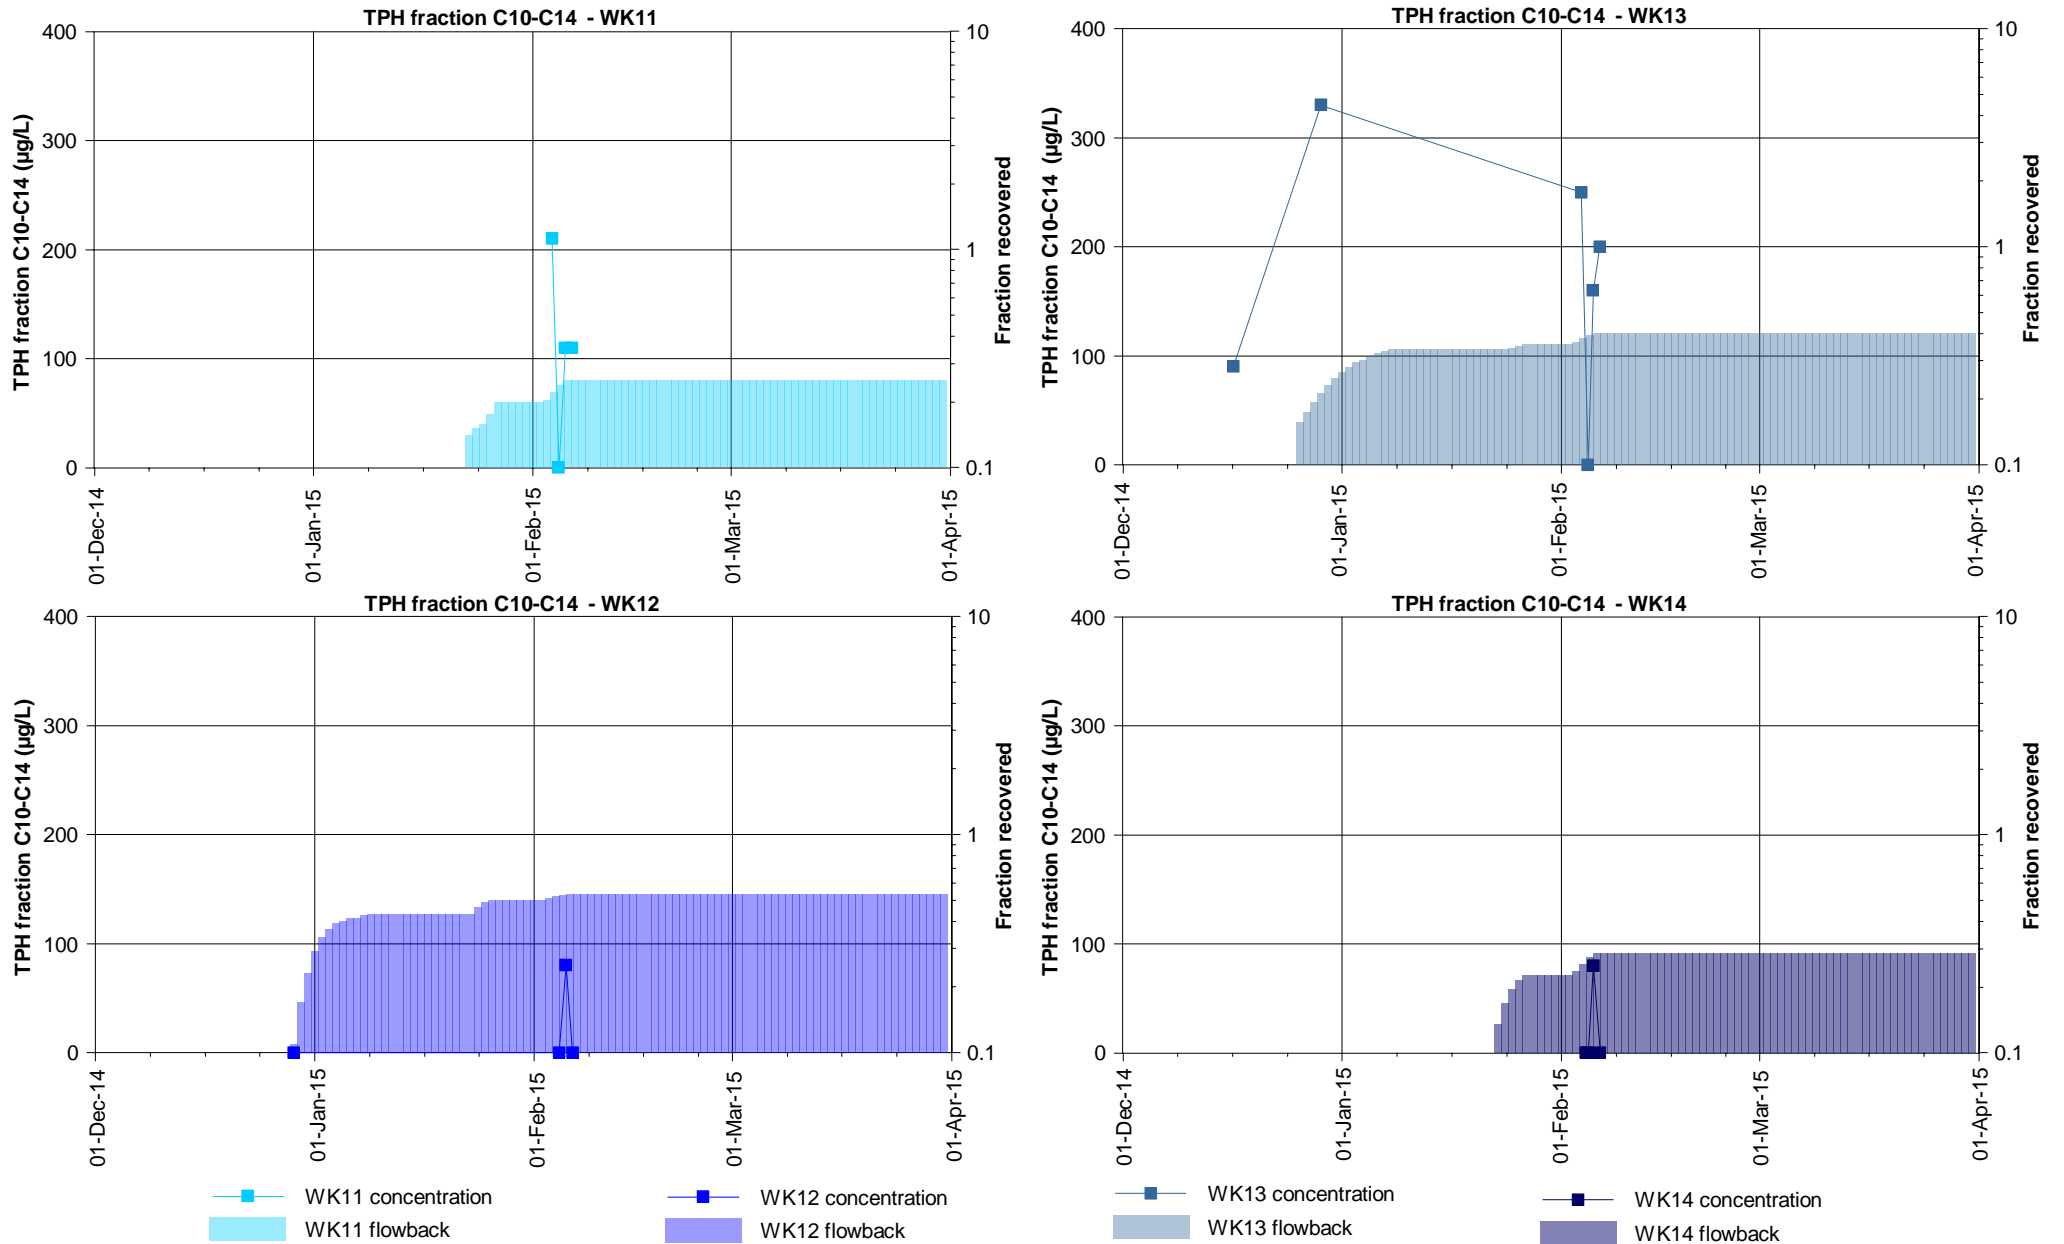 TPH fraction C10-C14 - WK11
TPH fraction C10-C14 (µg/L)
400
300
200
100
0
10
1
0.1
Fraction recovered
01-Dec-14
01-Jan-15
01-Feb-15
01-Mar-15
01-Apr-15
TPH fraction C10-C14 - WK13
TPH fraction C10-C14 (µg/L)
400
300
200
100
0
10
1
0.1
Fraction recovered
01-Dec-14
01-Jan-15
01-Feb-15
01-Mar-15
01-Apr-15
TPH fraction C10-C14 - WK12
TPH fraction C10-C14 (µg/L)
400
300
200
100
0
10
1
0.1
Fraction recovered
01-Dec-14
01-Jan-15
01-Feb-15
01-Mar-15
01-Apr-15
TPH fraction C10-C14 - WK14
TPH fraction C10-C14 (µg/L)
400
300
200
100
0
10
1
0.1
Fraction recovered
01-Dec-14
01-Jan-15
01-Feb-15
01-Mar-15
01-Apr-15
WK11 concentration
WK11 flowback
WK12 concentration
WK12 flowback
WK13 concentration
WK13 flowback
WK14 concentration
WK14 flowback